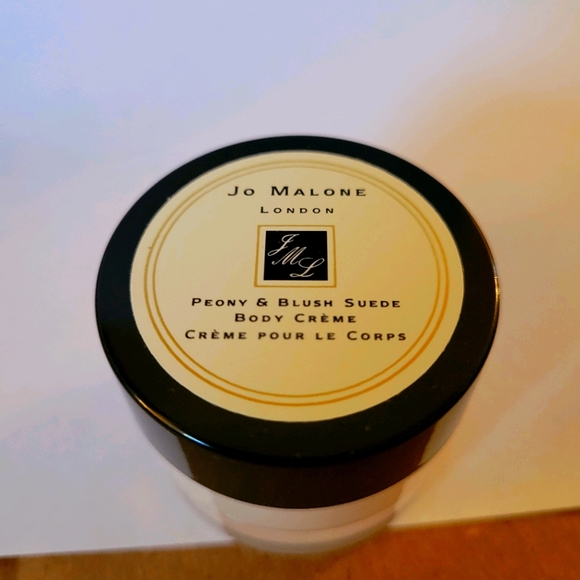 Jo Malone
London
JML
Peony & Blush Suede
Body Crème
Crème pour le Corps